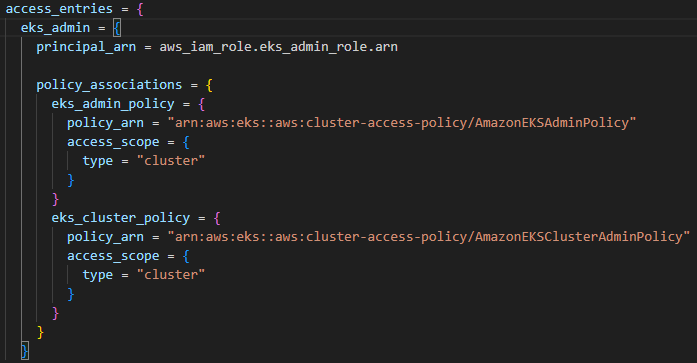 access_entries = {
  eks_admin = {
    principal_arn = aws_iam_role.eks_admin_role.arn

    policy_associations = {
      eks_admin_policy = {
        policy_arn = "arn:aws:eks::aws:cluster-access-policy/AmazonEKSAdminPolicy"
        access_scope = {
          type = "cluster"
        }
      }
      eks_cluster_policy = {
        policy_arn = "arn:aws:eks::aws:cluster-access-policy/AmazonEKSClusterAdminPolicy"
        access_scope = {
          type = "cluster"
        }
      }
    }
  }